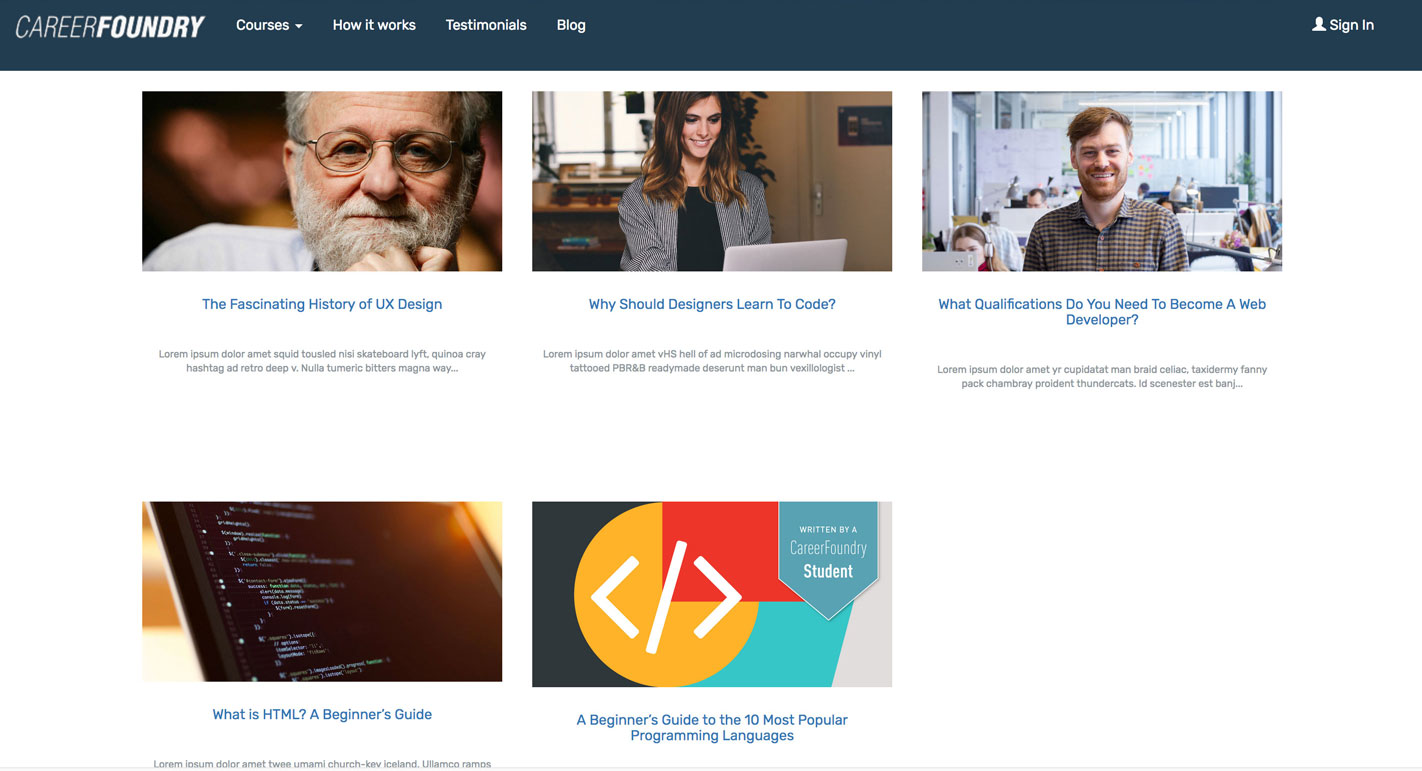 CAREERFOUNDRY
Courses
How it works
Testimonials
Blog
Sign In
The Fascinating History of UX Design
Lorem ipsum dolor amet squid tousled nisi skateboard lyft, quinoa cray
hashtag ad retro deep v. Nulla tumeric bitters magna way...
Why Should Designers Learn To Code?
Lorem ipsum dolor amet vHS hell of ad microdosing narwhal occupy vinyl
tattooed PBR&B readymade deserunt man bun vexillologist ...
What Qualifications Do You Need To Become A Web
Developer?
Lorem ipsum dolor amet yr cupidatat man braid celiac, taxidermy fanny
pack chambray proident thundercats. Id scenester est banj...
What is HTML? A Beginner’s Guide
Lorem ipsum dolor amet twee umami church-key iceland. Ullamco ramps
</>
WRITTEN BY A
CareerFoundry
Student
A Beginner’s Guide to the 10 Most Popular
Programming Languages